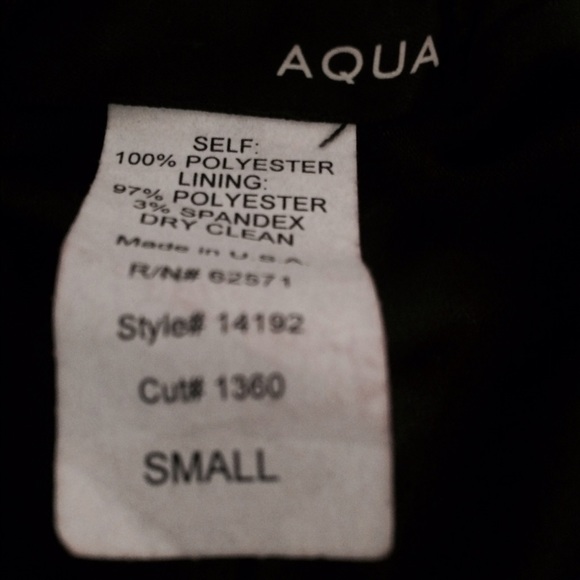 AQUA
SELF:
100% POLYESTER
LINING:
97% POLYESTER
3% SPANDEX
DRY CLEAN
Made in U.S.A
R/N# 62571
Style# 14192
Cut# 1360
SMALL